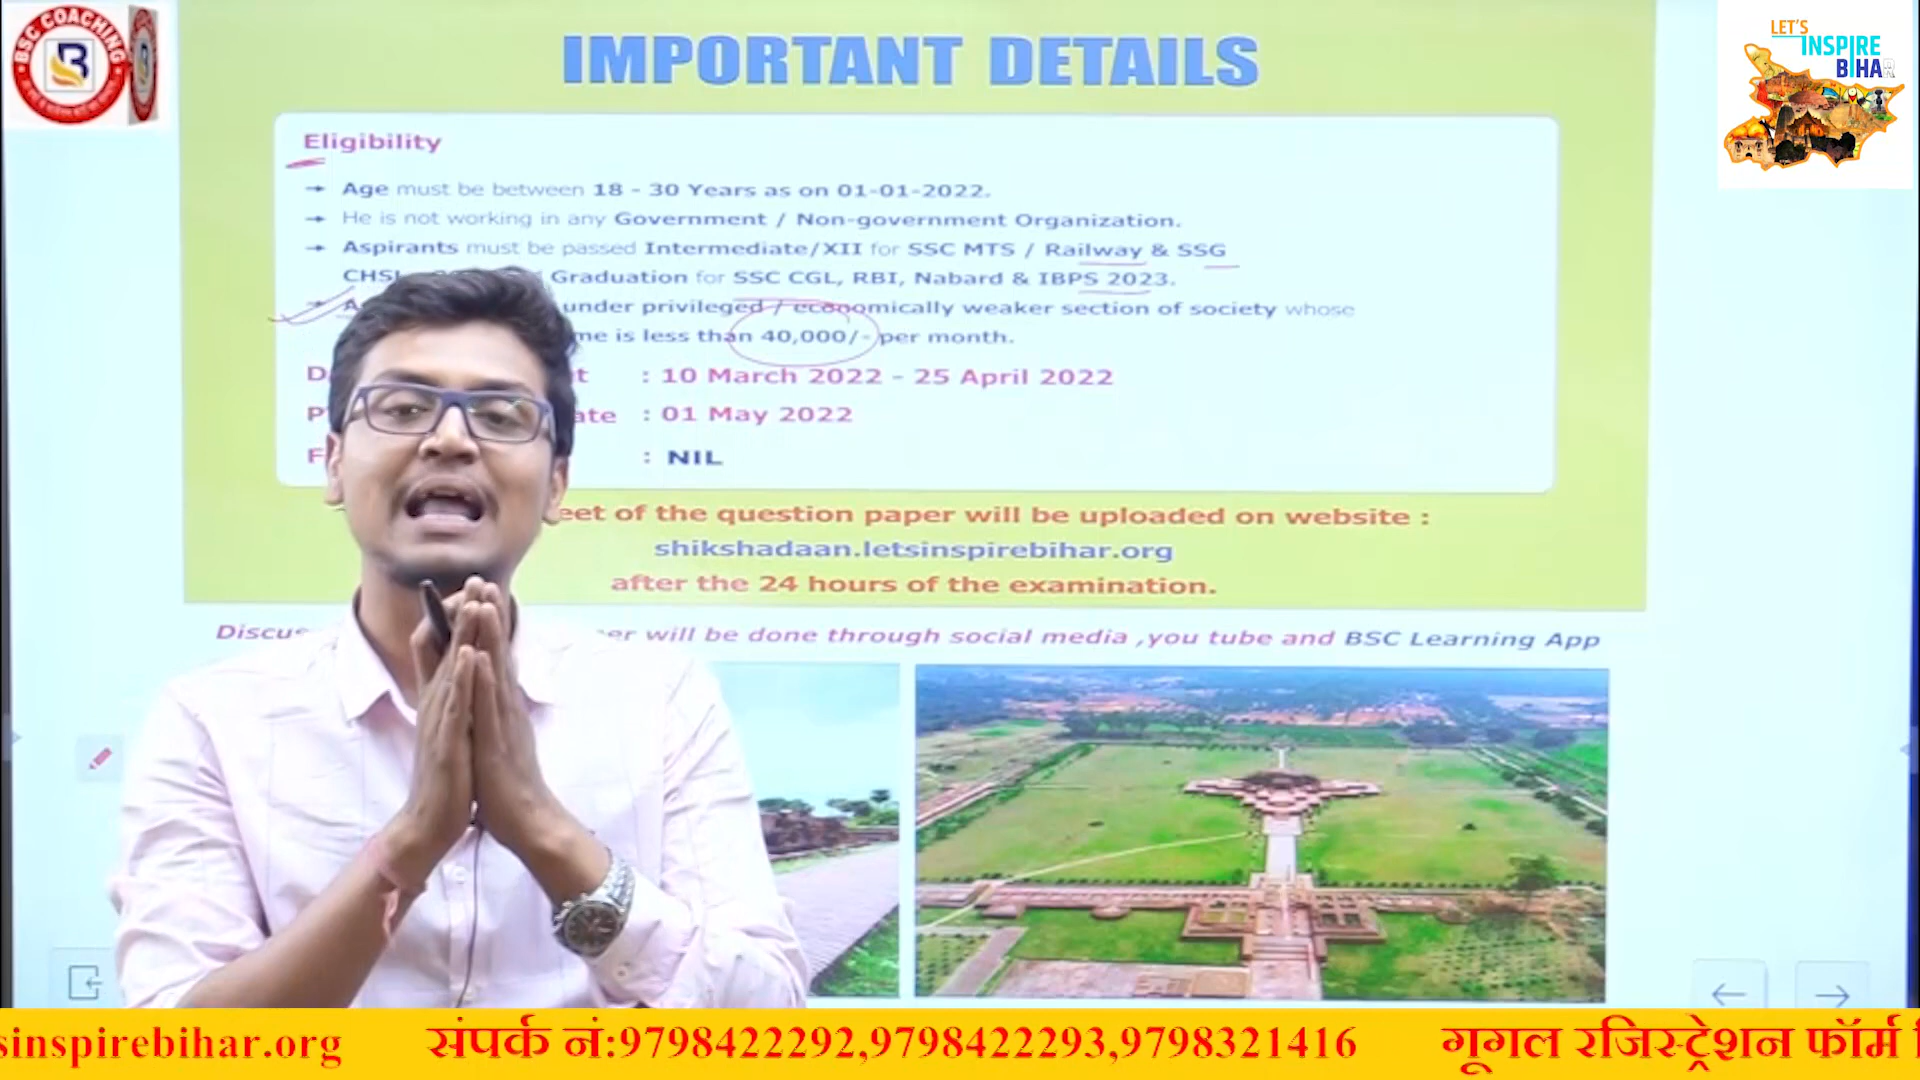 BSC COACHING
LET'S
INSPIRE
BIHAR
IMPORTANT DETAILS
Eligibility
→ Age must be between 18 - 30 Years as on 01-01-2022.
→ He is not working in any Government / Non-government Organization.
→ Aspirants must be passed Intermediate/XII for SSC MTS / Railway & SSG
CHSL Graduation for SSC CGL, RBI, Nabard & IBPS 2023.
under privileged / economically weaker section of society whose
is less than 40,000/- per month.
: 10 March 2022 - 25 April 2022
: 01 May 2022
: NIL
of the question paper will be uploaded on website :
shikshadaan.letsinspirebihar.org
after the 24 hours of the examination.
will be done through social media ,you tube and BSC Learning App
sinspirebihar.org संपर्क नं:9798422292,9798422293,9798321416 गूगल रजिस्ट्रेशन फॉर्म